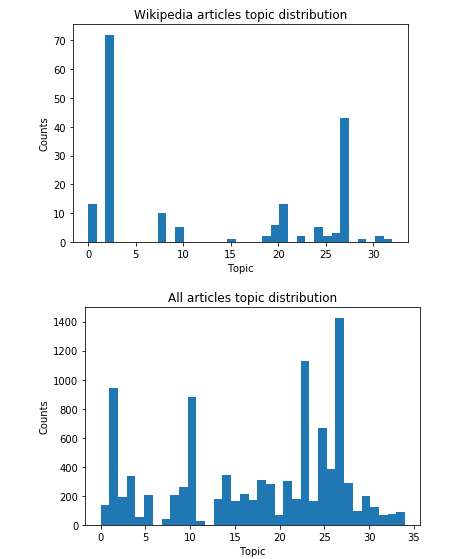 Wikipedia articles topic distribution
70
60
50
40
30
20
10
0
Counts
0 5 10 15 20 25 30
Topic
All articles topic distribution
1400
1200
1000
800
600
400
200
0
Counts
0 5 10 15 20 25 30 35
Topic